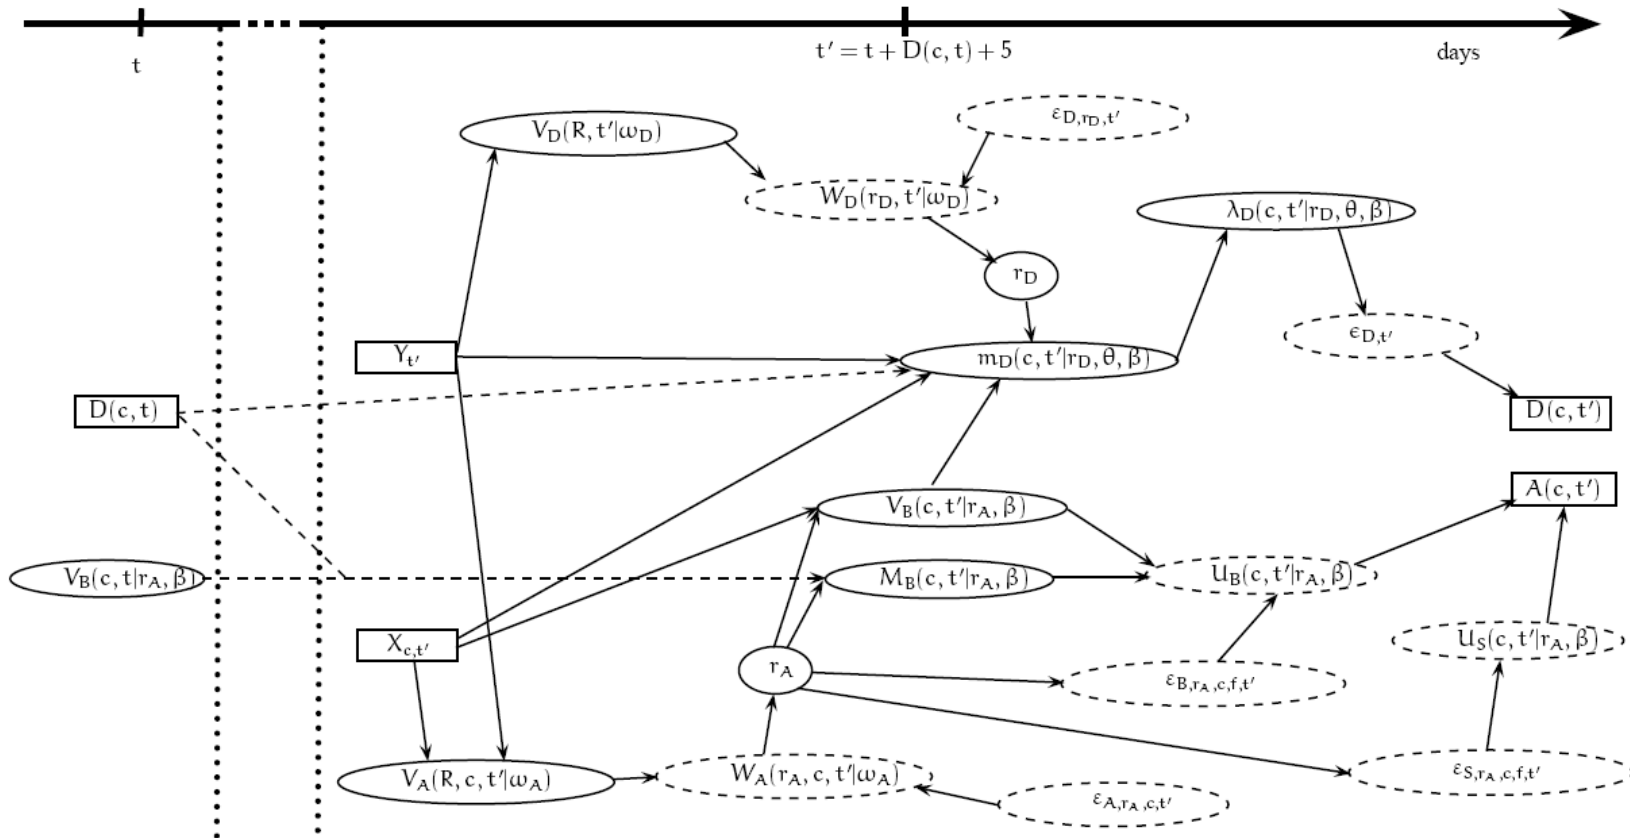 t
t′ = t + D(c, t) + 5
days
V_D(R, t′|ω_D)
ε_{D,r_D,t′}
W_D(r_D, t′|ω_D)
λ_D(c, t′|r_D, θ, β)
r_D
Y_{t′}
m_D(c, t′|r_D, θ, β)
ϵ_{D,t′}
D(c, t)
D(c, t′)
A(c, t′)
V_B(c, t′|r_A, β)
V_B(c, t|r_A, β)
M_B(c, t′|r_A, β)
U_B(c, t′|r_A, β)
X_{c,t′}
U_S(c, t′|r_A, β)
r_A
ε_{B,r_A,c,f,t′}
V_A(R, c, t′|ω_A)
W_A(r_A, c, t′|ω_A)
ε_{S,r_A,c,f,t′}
ε_{A,r_A,c,t′}